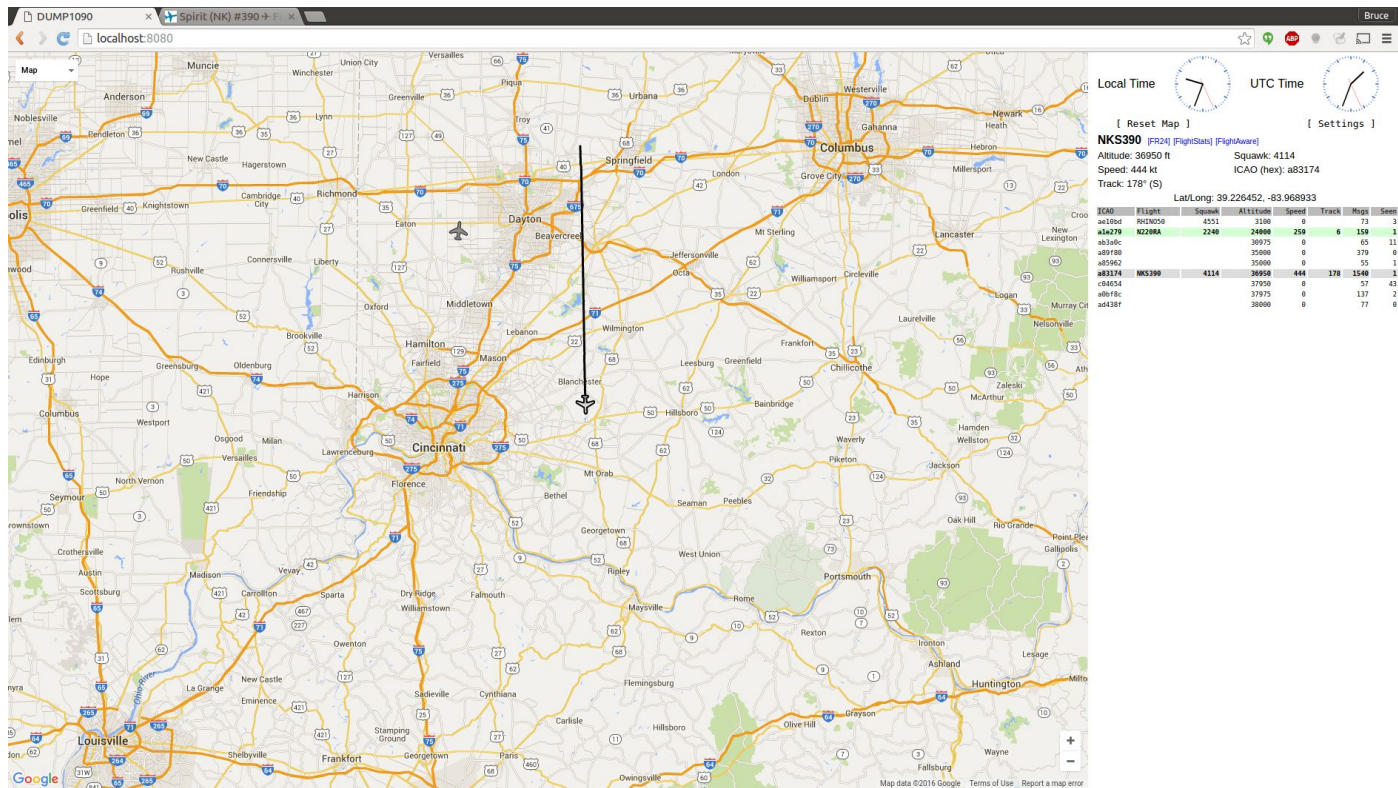 DUMP1090
Spirit (NK) #390
Bruce
localhost:8080
Map
Local Time
UTC Time
[ Reset Map ]
[ Settings ]
NKS390 [FR24] [FlightStats] [FlightAware]
Altitude: 36950 ft Squawk: 4114
Speed: 444 kt ICAO (hex): a83174
Track: 178° (S)
Lat/Long: 39.226452, -83.968933
ICAO Flight Squawk Altitude Speed Track Msgs Seen
ae10bd RHINO50 4551 3100 0 73 3
a1e279 N220RA 2240 24000 259 6 159 1
ab3a0c 30975 0 65 11
a89f80 35000 0 379 0
a85962 35000 0 55 1
a83174 NKS390 4114 36950 444 178 1540 1
c04654 37950 0 57 43
a0bf8c 37975 0 137 2
ad438f 38000 0 77 0
Muncie
Union City
Versailles
Winchester
Piqua
Anderson
Greenville
Urbana
Westerville
Dublin
Noblesville
Lynn
Troy
Newark
Pendleton
Gahanna
Heath
New Castle
Hagerstown
Springfield
Columbus
Hebron
London
Grove City
Millersport
Richmond
Cambridge City
Greenfield
Knightstown
Eaton
Dayton
Beavercreek
Mt Sterling
Lancaster
New Lexington
Connersville
Liberty
Rushville
Jeffersonville
Octa
Williamsport
Circleville
Logan
Oxford
Middletown
Murray Cit
Laurelville
Nelsonville
Brookville
Lebanon
Wilmington
Hamilton
Fairfield
Mason
Frankfort
Edinburgh
Greensburg
Oldenburg
Leesburg
Greenfield
Chillicothe
Hope
Harrison
Blanchester
Zaleski
McArthur
Columbus
Westport
Hillsboro
Bainbridge
Hamden
Wellston
Osgood
Milan
Lawrenceburg
Cincinnati
Waverly
Versailles
Piketon
Jackson
North Vernon
Florence
Mt Orab
Seymour
Friendship
Bethel
Seaman
Peebles
Oak Hill
Rio Grande
Georgetown
Crothersville
West Union
Gallipolis
Austin
Madison
Vevay
Ripley
Portsmouth
Scottsburg
Carrollton
Sparta
Dry Ridge
Falmouth
Williamstown
Maysville
Rome
Rexton
Owenton
Ironton
Ashland
Lesage
Ohio River
La Grange
New Castle
Eminence
Sadieville
Cynthiana
Flemingsburg
Huntington
Carlisle
Hillsboro
Olive Hill
Grayson
Louisville
Stamping Ground
Shelbyville
Frankfort
Georgetown
Paris
Wayne
Owingsville
Fallsburg
Google
Map data ©2016 Google Terms of Use Report a map error